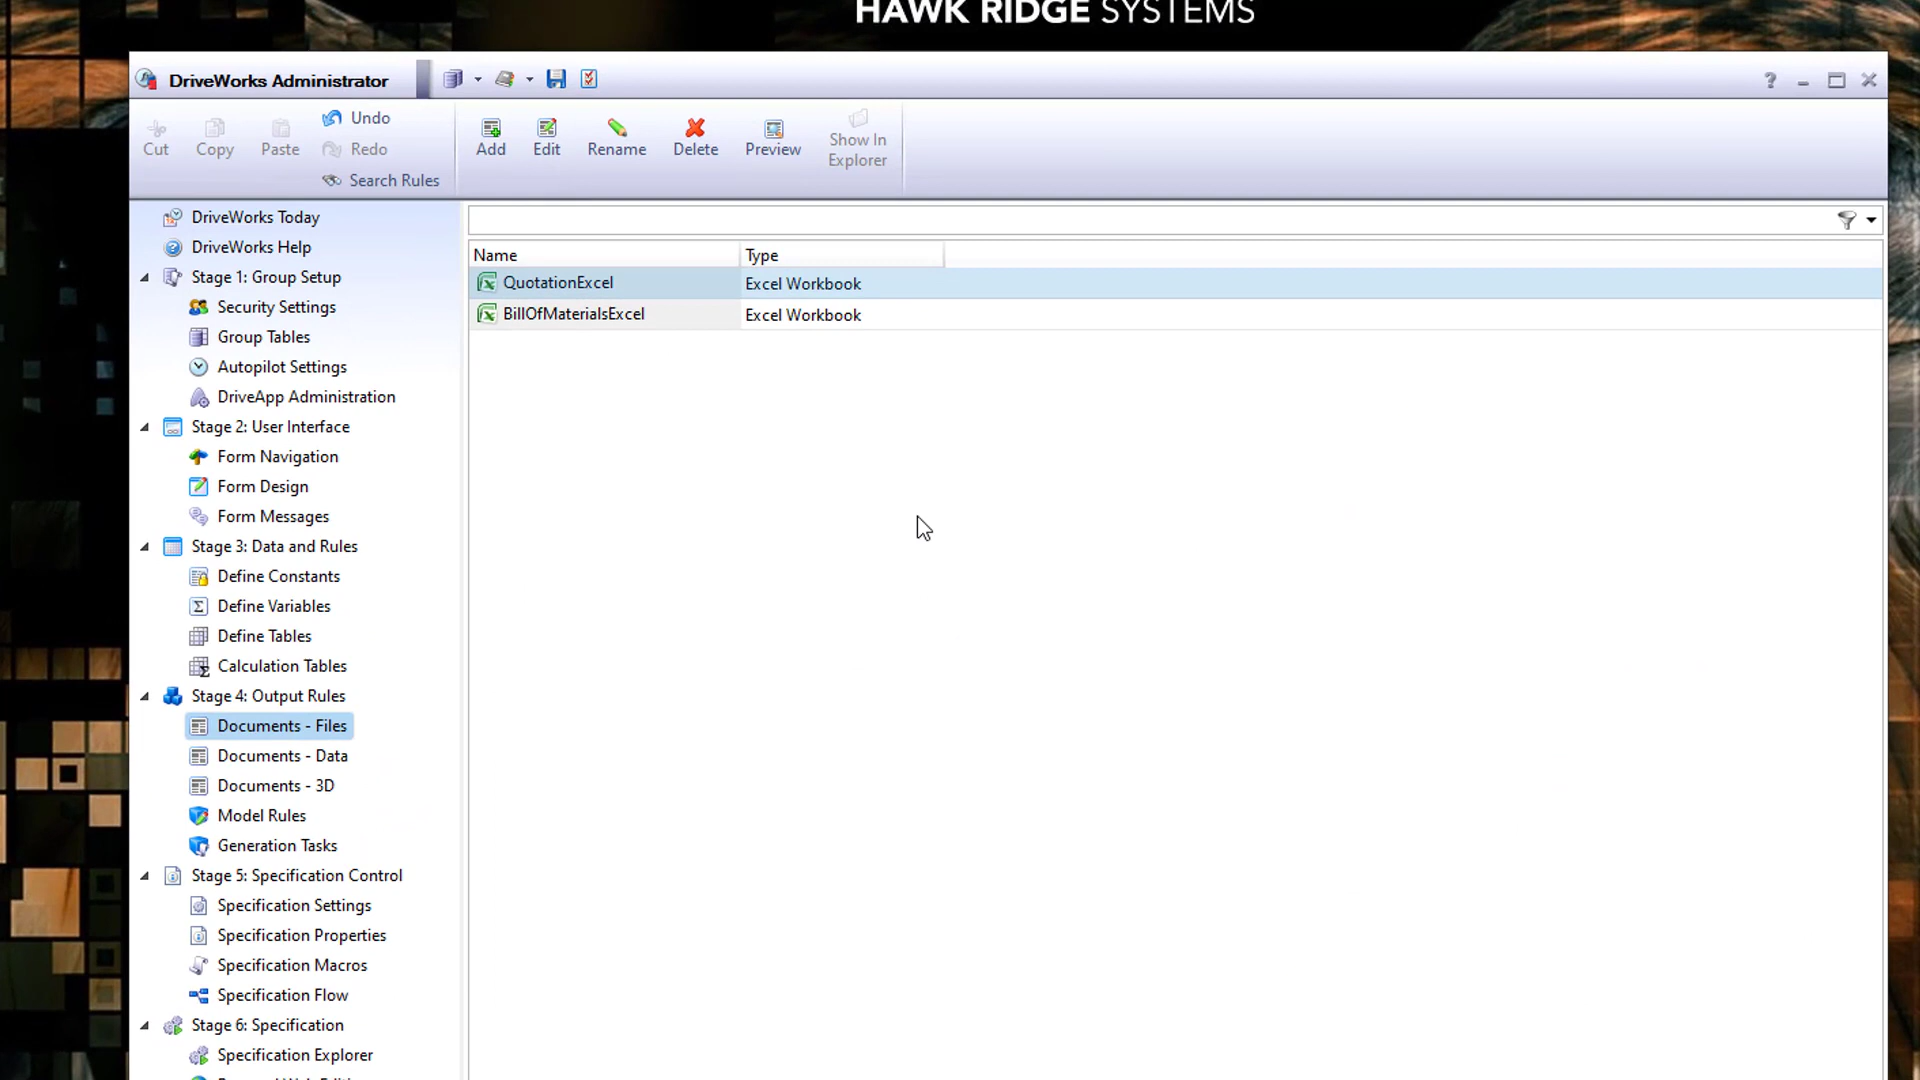 HAWK RIDGE SYSTEMS
DriveWorks Administrator
Cut
Copy
Paste
Undo
Redo
Search Rules
Add
Edit
Rename
Delete
Preview
Show In
Explorer
DriveWorks Today
DriveWorks Help
Stage 1: Group Setup
Security Settings
Group Tables
Autopilot Settings
DriveApp Administration
Stage 2: User Interface
Form Navigation
Form Design
Form Messages
Stage 3: Data and Rules
Define Constants
Define Variables
Define Tables
Calculation Tables
Stage 4: Output Rules
Documents - Files
Documents - Data
Documents - 3D
Model Rules
Generation Tasks
Stage 5: Specification Control
Specification Settings
Specification Properties
Specification Macros
Specification Flow
Stage 6: Specification
Specification Explorer
Name Type
QuotationExcel Excel Workbook
BillOfMaterialsExcel Excel Workbook